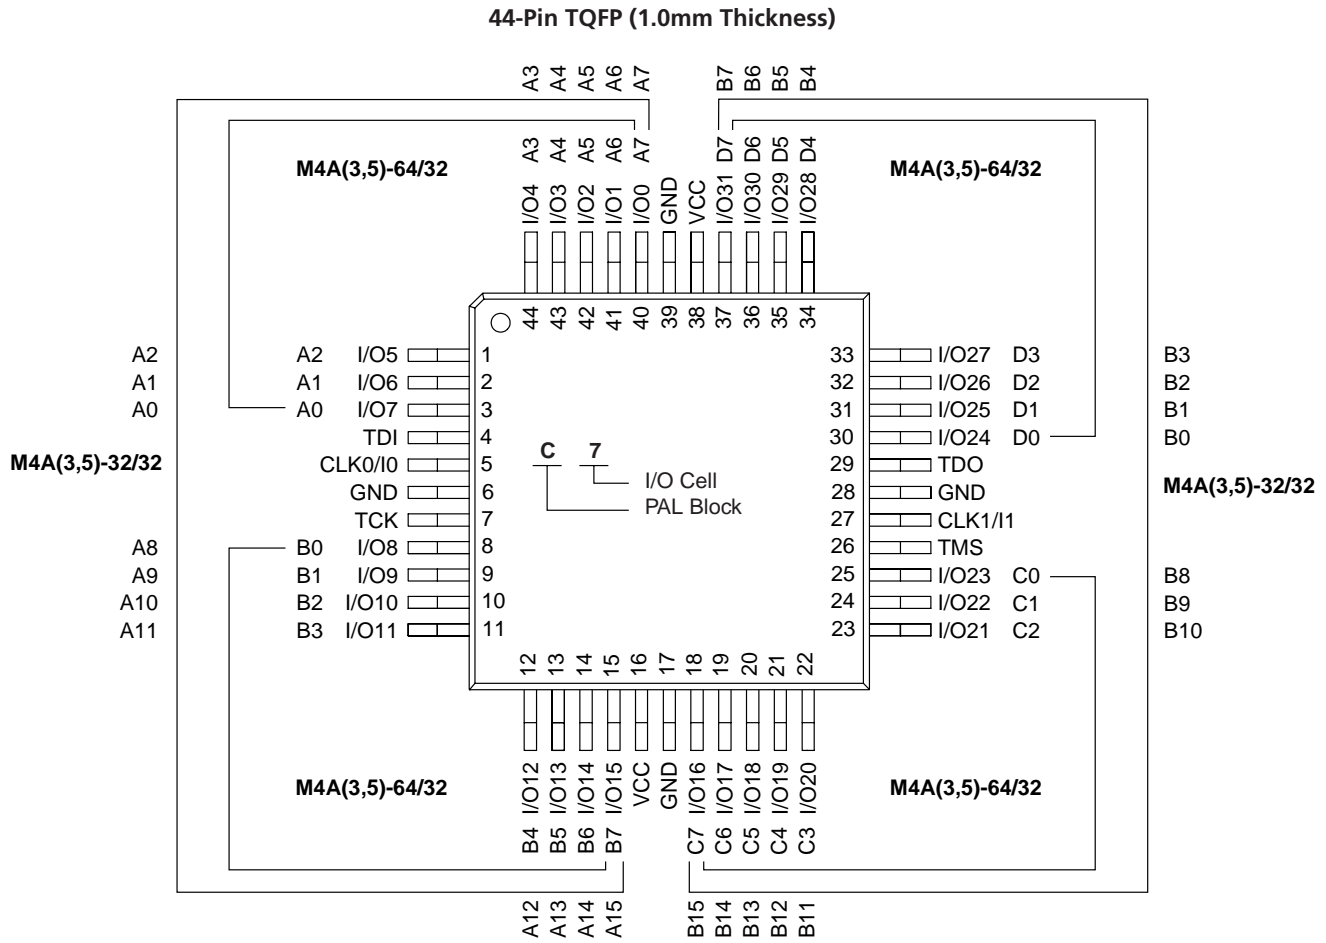 44-Pin TQFP (1.0mm Thickness)
A3 A4 A5 A6 A7 B7 B6 B5 B4
A3 A4 A5 A6 A7 D7 D6 D5 D4
M4A(3,5)-64/32 M4A(3,5)-64/32
I/O4 I/O3 I/O2 I/O1 I/O0 GND VCC I/O31 I/O30 I/O29 I/O28
44 43 42 41 40 39 38 37 36 35 34
A2 A2 I/O5 1 33 I/O27 D3 B3
A1 A1 I/O6 2 32 I/O26 D2 B2
A0 A0 I/O7 3 31 I/O25 D1 B1
TDI 4 30 I/O24 D0 B0
M4A(3,5)-32/32 CLK0/I0 5 29 TDO
C 7
I/O Cell
PAL Block
GND 6 28 GND M4A(3,5)-32/32
TCK 7 27 CLK1/I1
A8 B0 I/O8 8 26 TMS
A9 B1 I/O9 9 25 I/O23 C0 B8
A10 B2 I/O10 10 24 I/O22 C1 B9
A11 B3 I/O11 11 23 I/O21 C2 B10
12 13 14 15 16 17 18 19 20 21 22
I/O12 I/O13 I/O14 I/O15 VCC GND I/O16 I/O17 I/O18 I/O19 I/O20
M4A(3,5)-64/32 M4A(3,5)-64/32
B4 B5 B6 B7 C7 C6 C5 C4 C3
A12 A13 A14 A15 B15 B14 B13 B12 B11